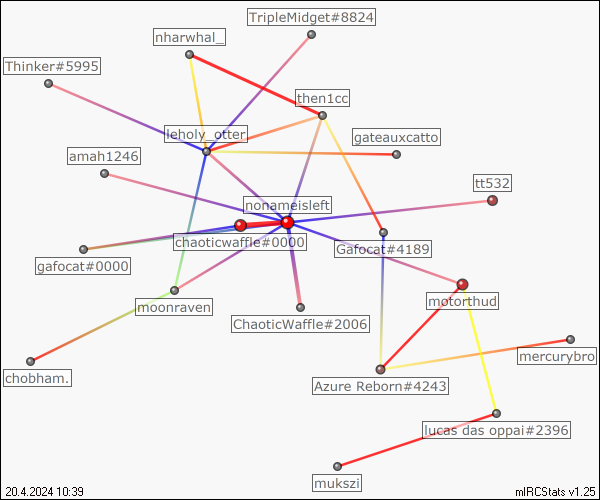 TripleMidget#8824
nharwhal_
Thinker#5995
then1cc
leholy_otter
gateauxcatto
amah1246
tt532
nonameisleft
chaoticwaffle#0000
Gafocat#4189
gafocat#0000
motorthud
moonraven
ChaoticWaffle#2006
mercurybro
chobham.
Azure Reborn#4243
lucas das oppai#2396
mukszi
20.4.2024 10:39
mIRCStats v1.25